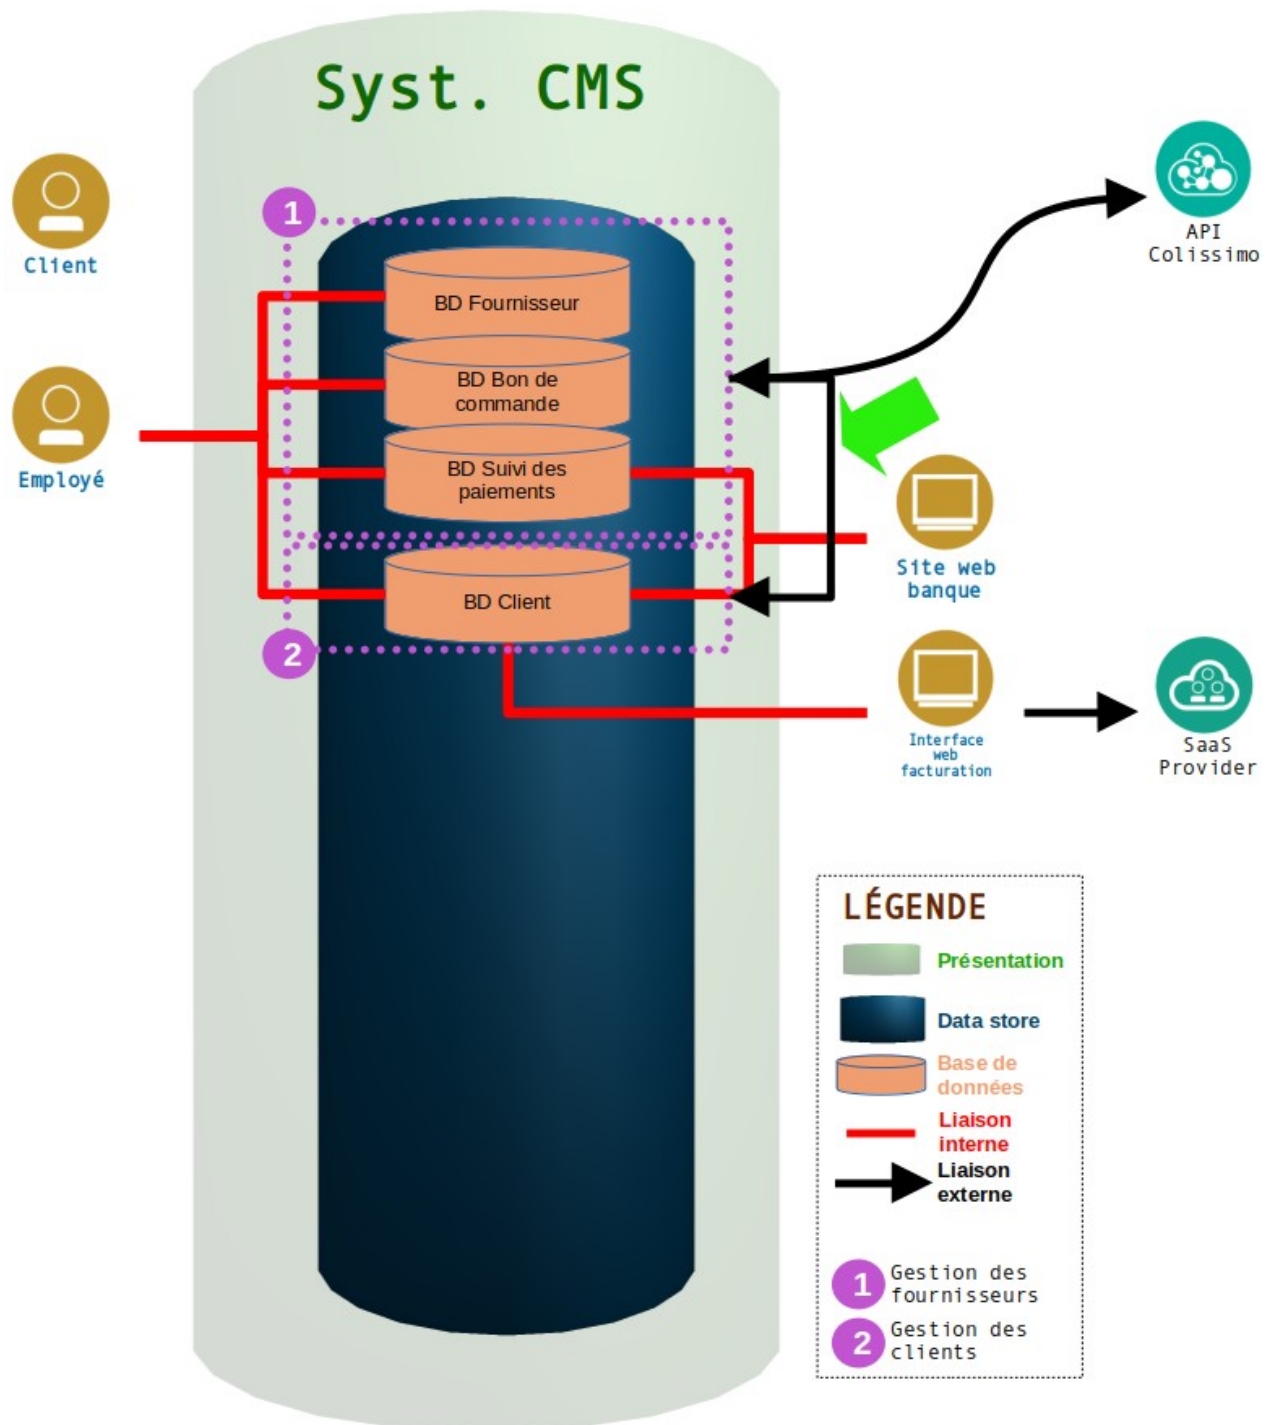 Syst. CMS
Client
Employé
1
BD Fournisseur
BD Bon de
commande
BD Suivi des
paiements
BD Client
2
API
Colissimo
Site web
banque
Interface
web
facturation
SaaS
Provider
LÉGENDE
Présentation
Data store
Base de
données
Liaison
interne
Liaison
externe
1
Gestion des
fournisseurs
2
Gestion des
clients